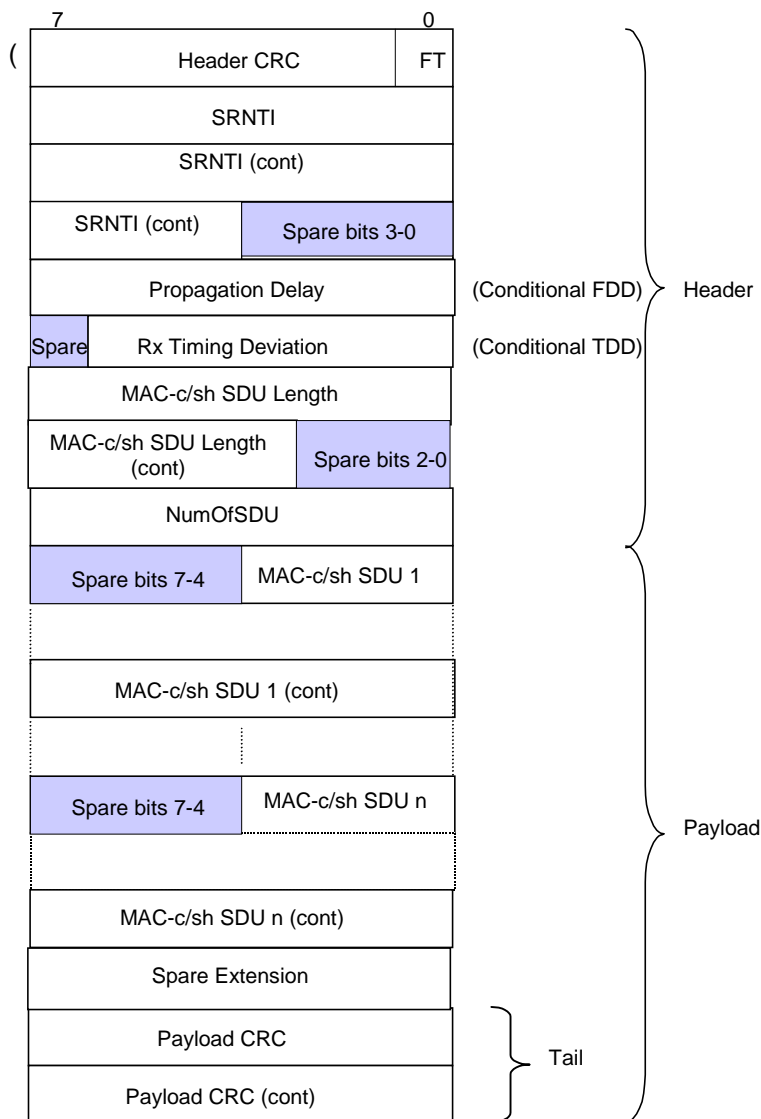 7 0
( Header CRC FT
SRNTI
SRNTI (cont)
SRNTI (cont) Spare bits 3-0
Propagation Delay (Conditional FDD) Header
Spare Rx Timing Deviation (Conditional TDD)
MAC-c/sh SDU Length
MAC-c/sh SDU Length
(cont) Spare bits 2-0
NumOfSDU
Spare bits 7-4 MAC-c/sh SDU 1
MAC-c/sh SDU 1 (cont)
Spare bits 7-4 MAC-c/sh SDU n
Payload
MAC-c/sh SDU n (cont)
Spare Extension
Payload CRC
Tail
Payload CRC (cont)